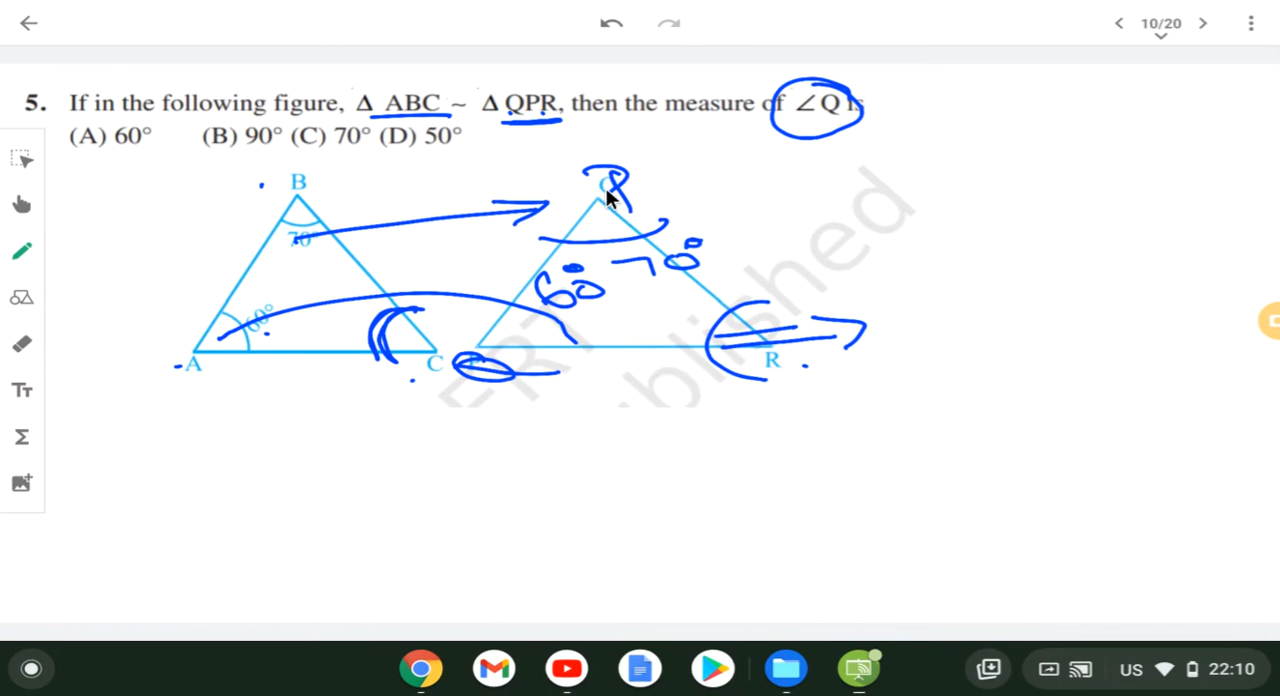 10/20
5. If in the following figure, Δ ABC ~ Δ QPR, then the measure of ∠Q is
(A) 60° (B) 90° (C) 70° (D) 50°
B
70°
60°
A
C
60°
70°
R
US 22:10